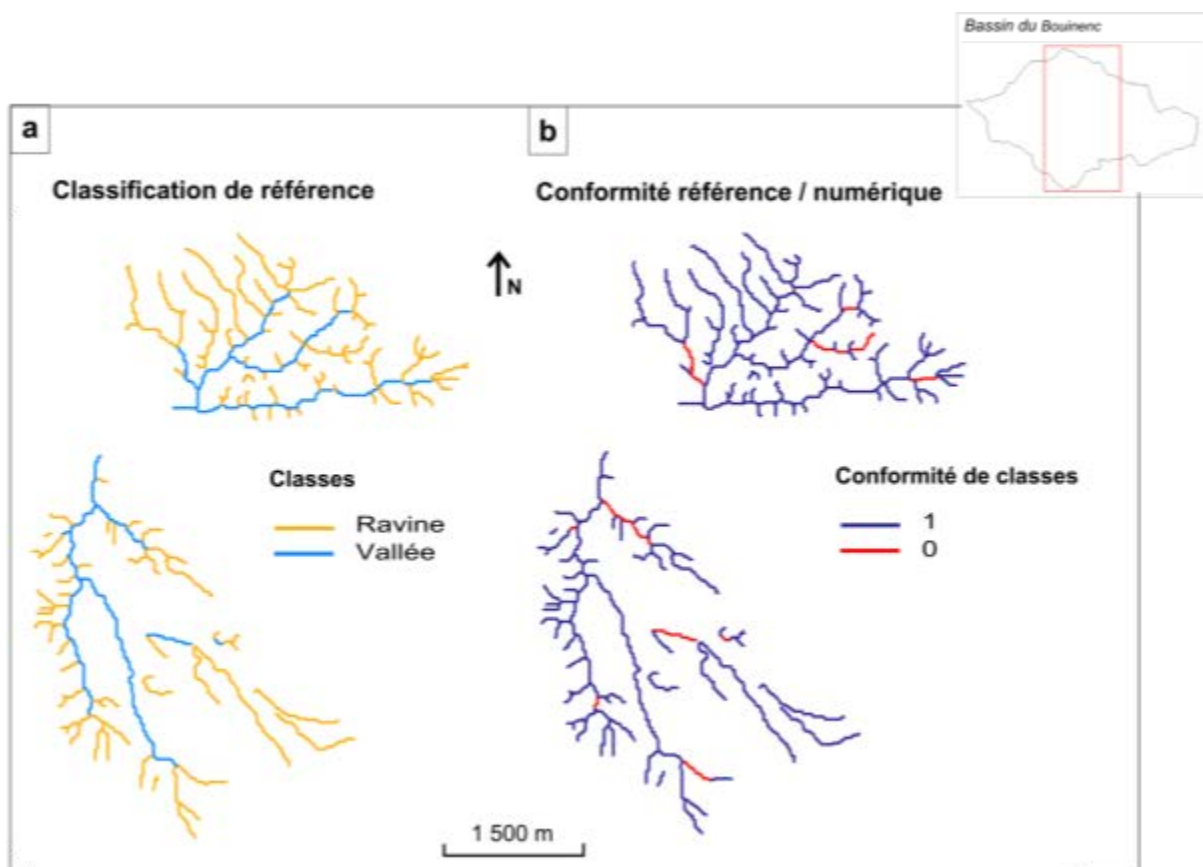 Bassin du Bouinenc
a
b
Classification de référence
Conformité référence / numérique
N
Classes
Ravine
Vallée
Conformité de classes
1
0
1 500 m